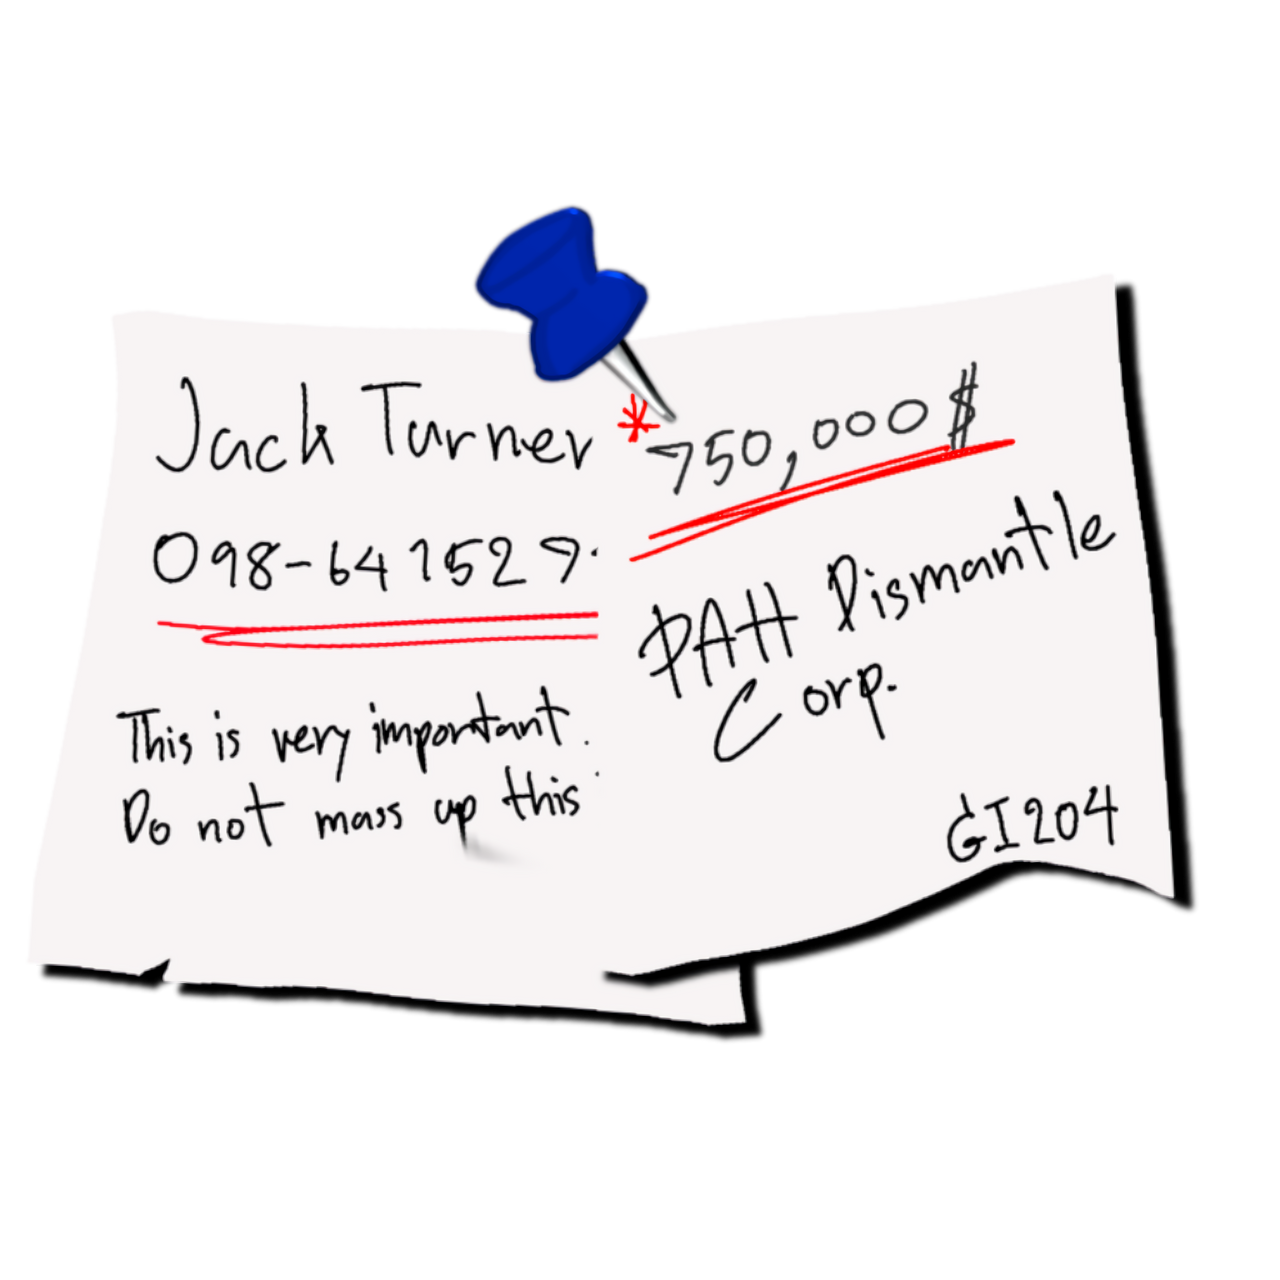 Jack Turner
098-6415297
This is very important.
Do not mass up this
*750,000$
PAH Dismantle
Corp.
GI204